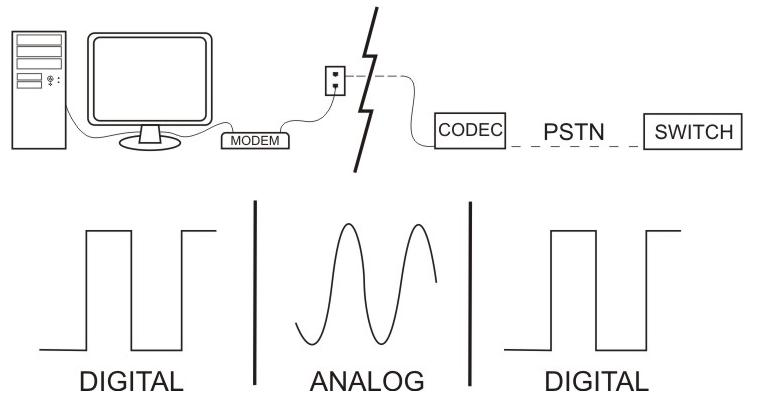 MODEM
CODEC
PSTN
SWITCH
DIGITAL
ANALOG
DIGITAL